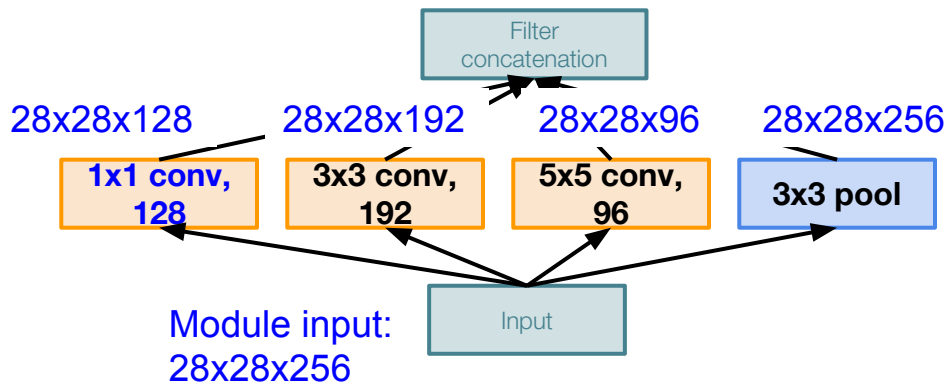 Filter
concatenation
28x28x128
28x28x192
28x28x96
28x28x256
1x1 conv,
128
3x3 conv,
192
5x5 conv,
96
3x3 pool
Input
Module input:
28x28x256